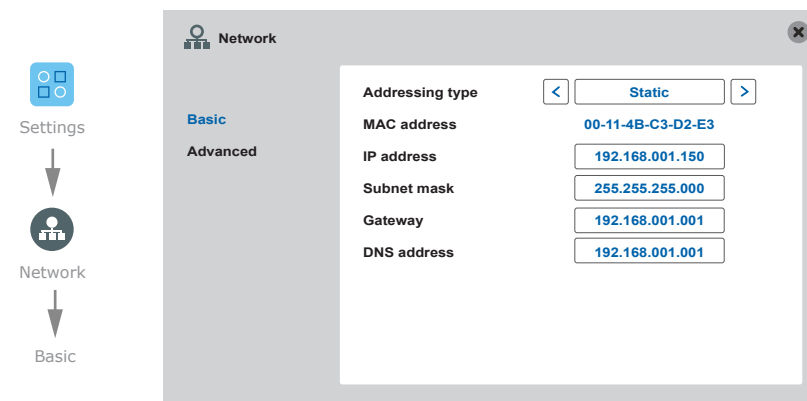 Settings
Network
Basic
Network
Basic
Advanced
Addressing type < Static >
MAC address 00-11-4B-C3-D2-E3
IP address 192.168.001.150
Subnet mask 255.255.255.000
Gateway 192.168.001.001
DNS address 192.168.001.001